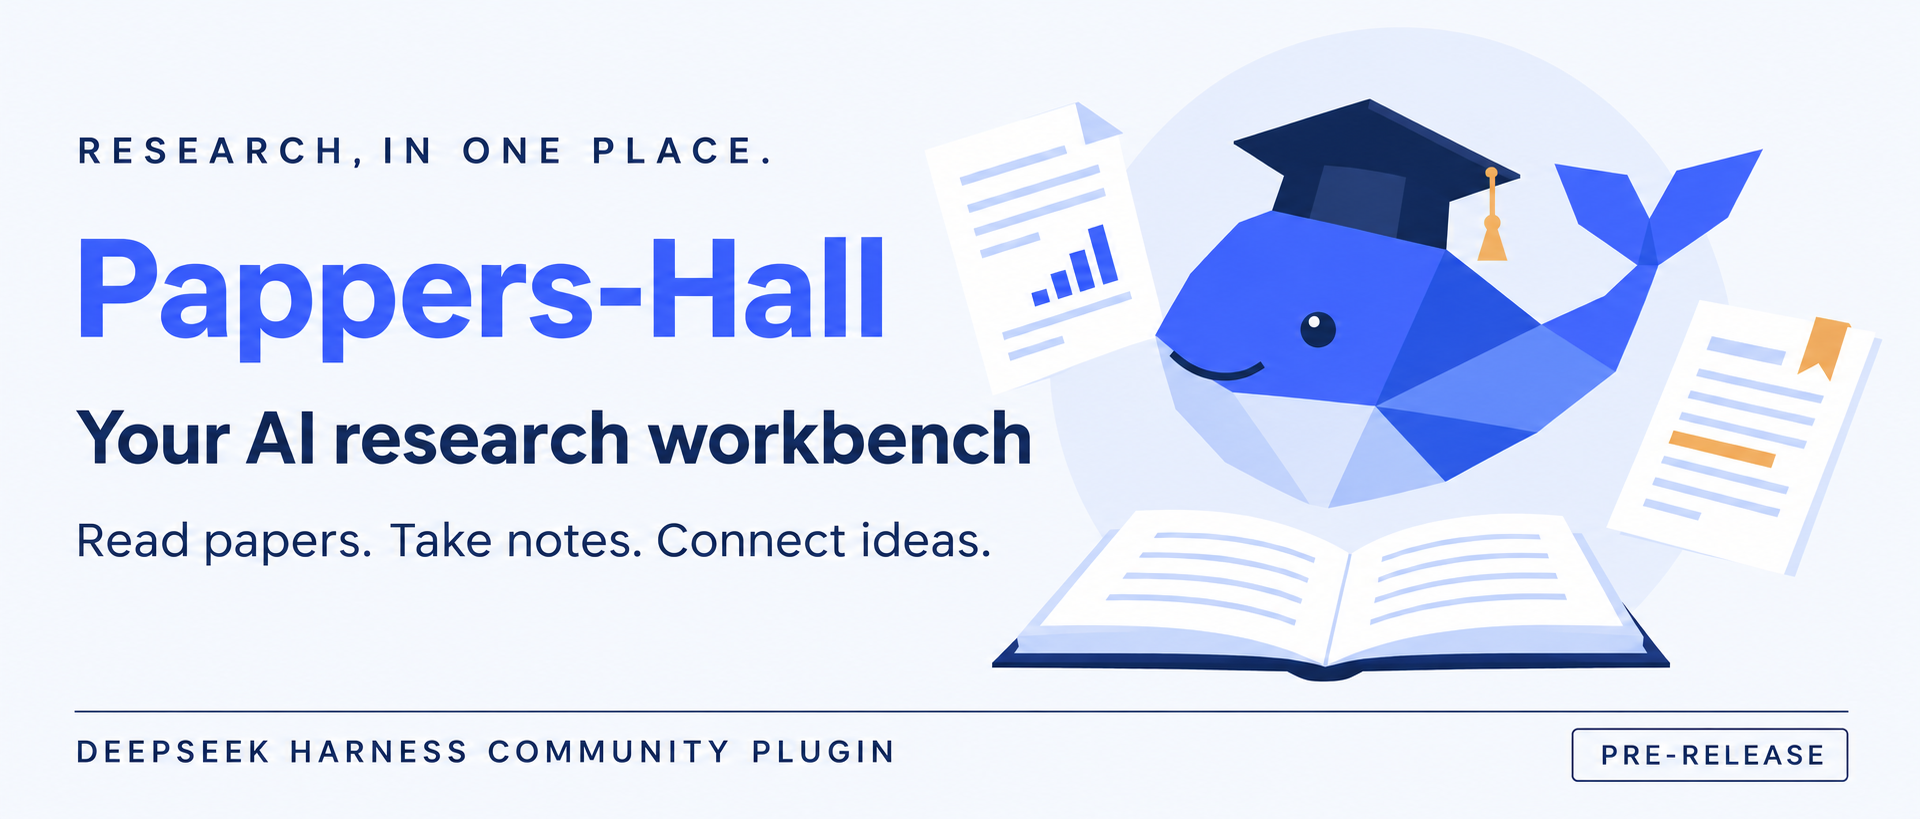 RESEARCH, IN ONE PLACE.
Pappers-Hall
Your AI research workbench
Read papers. Take notes. Connect ideas.
DEEPSEEK HARNESS COMMUNITY PLUGIN
PRE-RELEASE